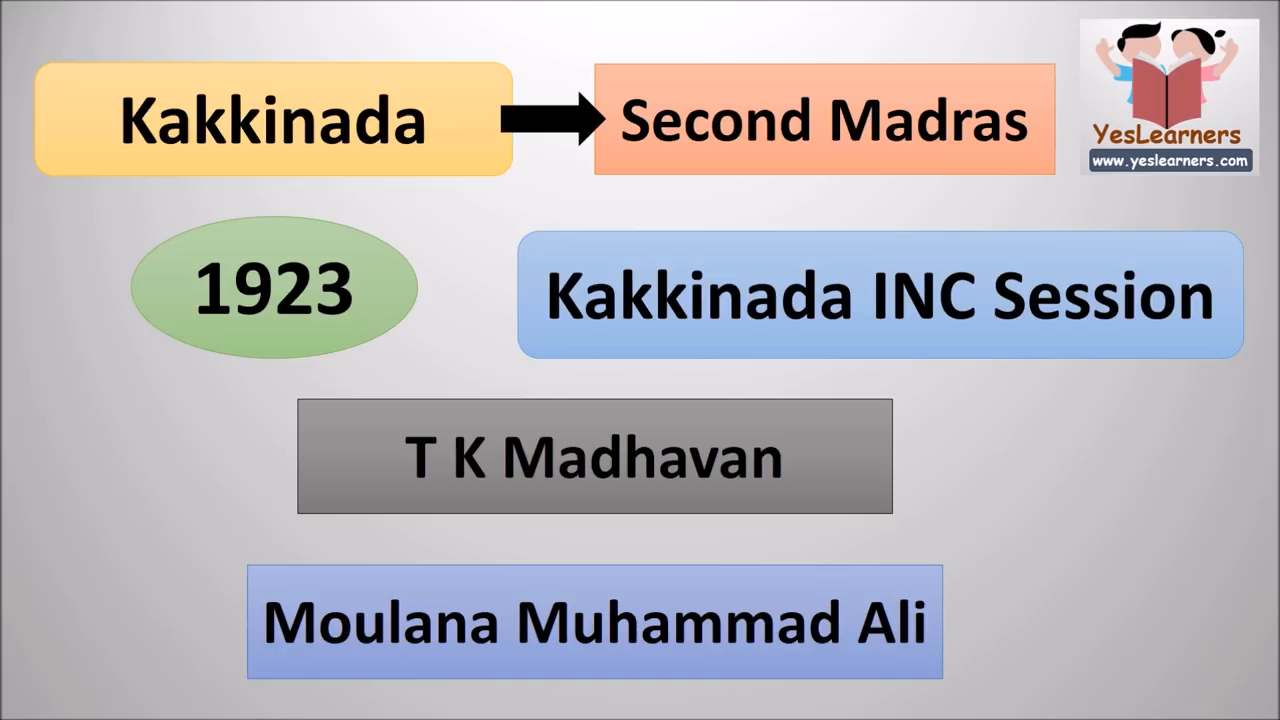 Kakkinada
Second Madras
YesLearners
www.yeslearners.com
1923
Kakkinada INC Session
T K Madhavan
Moulana Muhammad Ali